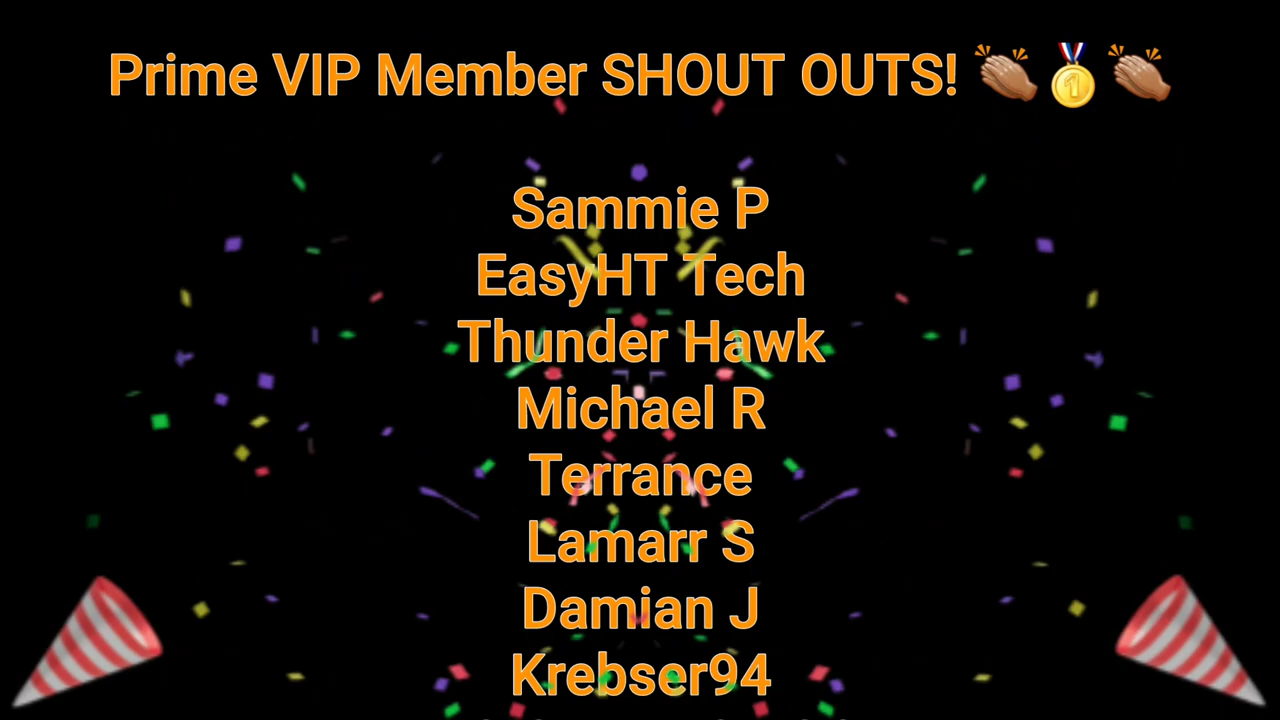 Prime VIP Member SHOUT OUTS! 👏🏽🥇👏🏽
Sammie P
EasyHT Tech
Thunder Hawk
Michael R
Terrance
Lamarr S
Damian J
Krebser94